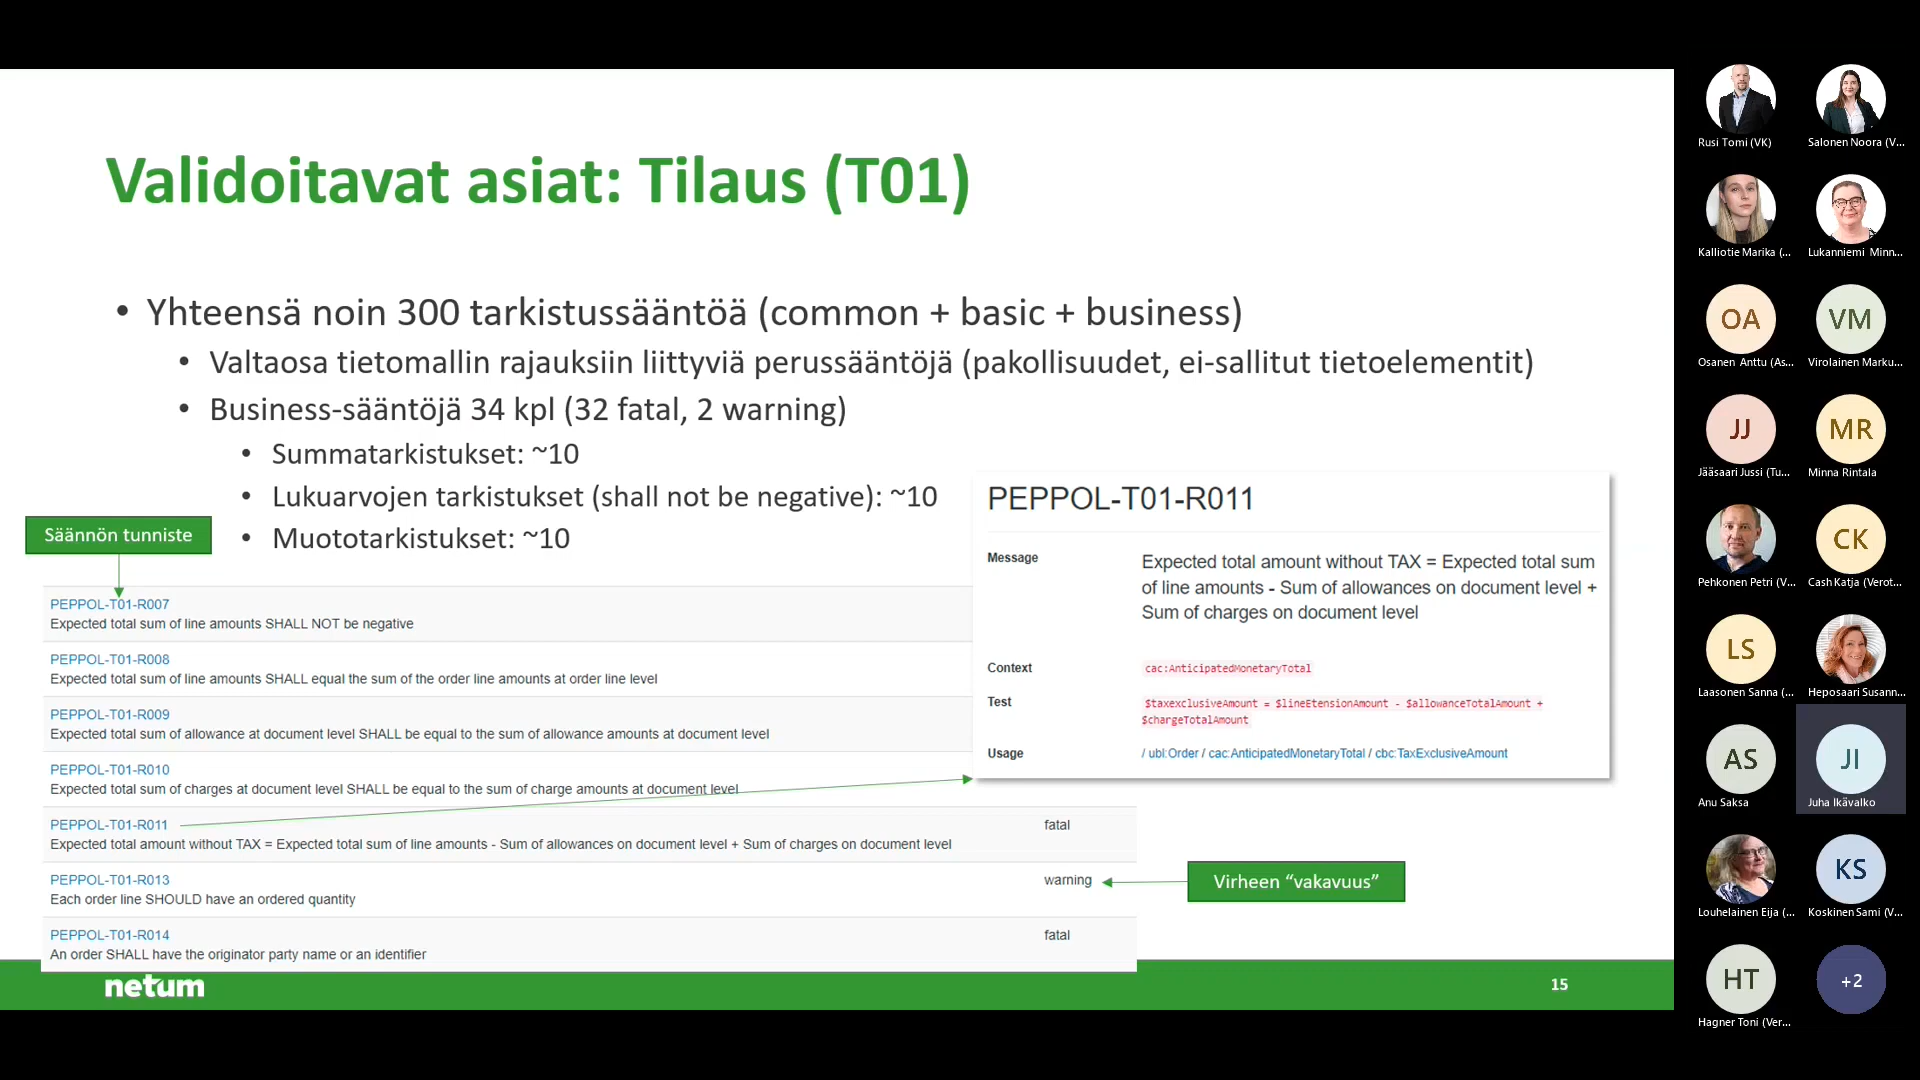 Validoitavat asiat: Tilaus (T01)
• Yhteensä noin 300 tarkistussääntöä (common + basic + business)
• Valtaosa tietomallin rajauksiin liittyviä perussääntöjä (pakollisuudet, ei-sallitut tietoelementit)
• Business-sääntöjä 34 kpl (32 fatal, 2 warning)
• Summatarkistukset: ~10
• Lukuarvojen tarkistukset (shall not be negative): ~10
• Muototarkistukset: ~10
Säännön tunniste
PEPPOL-T01-R007
Expected total sum of line amounts SHALL NOT be negative
PEPPOL-T01-R008
Expected total sum of line amounts SHALL equal the sum of the order line amounts at order line level
PEPPOL-T01-R009
Expected total sum of allowance at document level SHALL be equal to the sum of allowance amounts at document level
PEPPOL-T01-R010
Expected total sum of charges at document level SHALL be equal to the sum of charge amounts at document level
PEPPOL-T01-R011 fatal
Expected total amount without TAX = Expected total sum of line amounts - Sum of allowances on document level + Sum of charges on document level
PEPPOL-T01-R013 warning
Each order line SHOULD have an ordered quantity
PEPPOL-T01-R014 fatal
An order SHALL have the originator party name or an identifier
PEPPOL-T01-R011
Message
Expected total amount without TAX = Expected total sum
of line amounts - Sum of allowances on document level +
Sum of charges on document level
Context cac:AnticipatedMonetaryTotal
Test $taxexclusiveAmount = $lineEtensionAmount - $allowanceTotalAmount +
$chargeTotalAmount
Usage / ubl:Order / cac:AnticipatedMonetaryTotal / cbc:TaxExclusiveAmount
Virheen “vakavuus”
netum
15
Rusi Tomi (VK)
Salonen Noora (V...
Kalliotie Marika (...
Lukanniemi Minn...
OA
Osanen Anttu (As...
VM
Virolainen Marku...
JJ
Jääsaari Jussi (Tu...
MR
Minna Rintala
Pehkonen Petri (V...
CK
Cash Katja (Verot...
LS
Laasonen Sanna (...
Heposaari Susann...
AS
Anu Saksa
JI
Juha Ikävalko
Louhelainen Eija (...
KS
Koskinen Sami (V...
HT
Hagner Toni (Ver...
+2